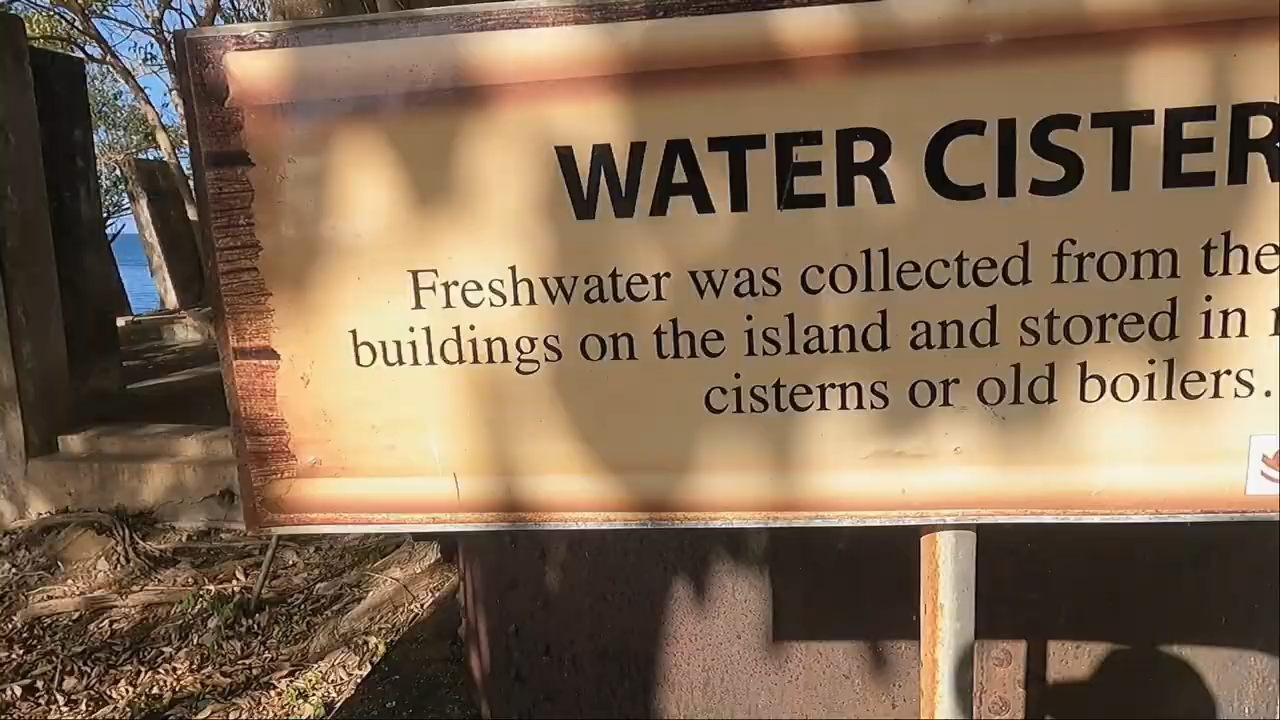 WATER CISTER
Freshwater was collected from the
buildings on the island and stored in
cisterns or old boilers.